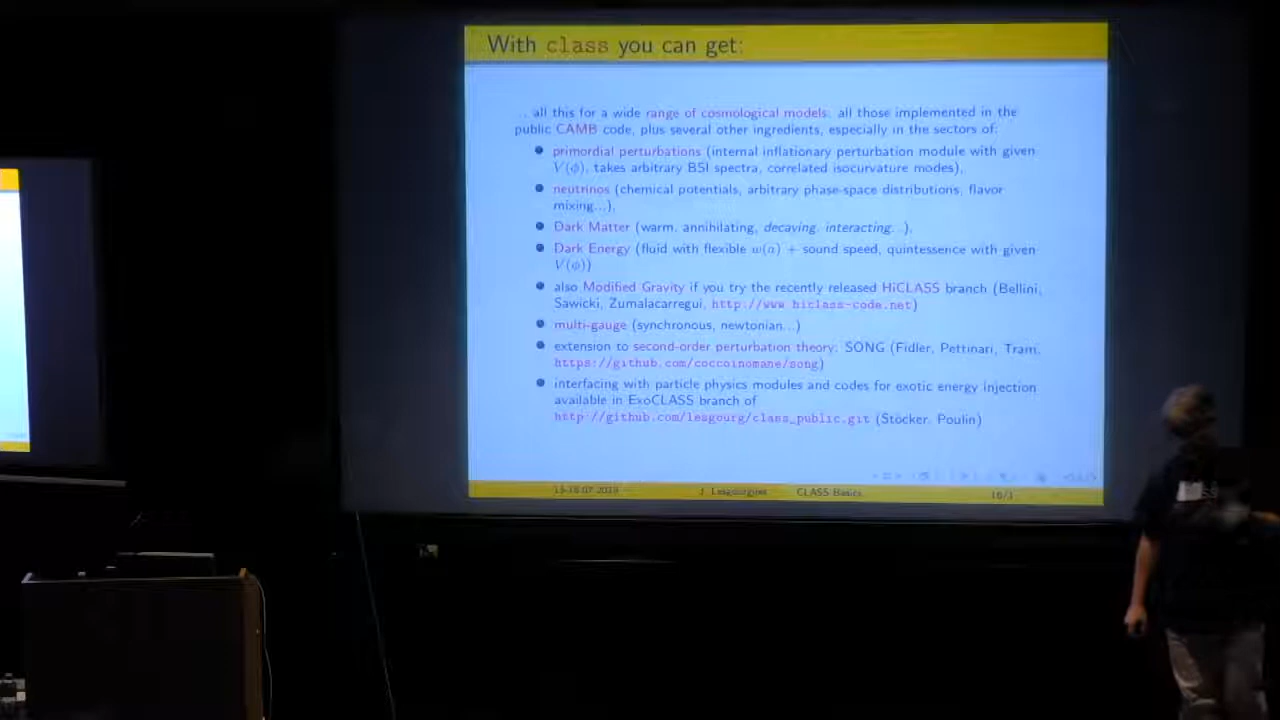 With class you can get:
... all this for a wide range of cosmological models: all those implemented in the
public CAMB code, plus several other ingredients, especially in the sectors of:
primordial perturbations (internal inflationary perturbation module with given
V(ϕ), takes arbitrary BSI spectra, correlated isocurvature modes),
neutrinos (chemical potentials, arbitrary phase-space distributions, flavor
mixing...),
Dark Matter (warm, annihilating, decaying, interacting...),
Dark Energy (fluid with flexible w(a) + sound speed, quintessence with given
V(ϕ))
also Modified Gravity if you try the recently released HiCLASS branch (Bellini,
Sawicki, Zumalacarregui, http://www.hiclass-code.net)
multi-gauge (synchronous, newtonian...)
extension to second-order perturbation theory: SONG (Fidler, Pettinari, Tram,
https://github.com/coccoinomane/song)
interfacing with particle physics modules and codes for exotic energy injection
available in ExoCLASS branch of
http://github.com/lesgourg/class_public.git (Stocker, Poulin)
J. Lesgourgues CLASS Basics